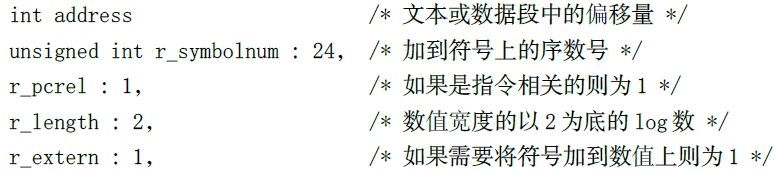 int address /* 文本或数据段中的偏移量 */
unsigned int r_symbolnum : 24, /* 加到符号上的序数号 */
r_pcrel : 1, /* 如果是指令相关的则为 1 */
r_length : 2, /* 数值宽度的以 2 为底的 log 数 */
r_extern : 1, /* 如果需要将符号加到数值上则为 1 */